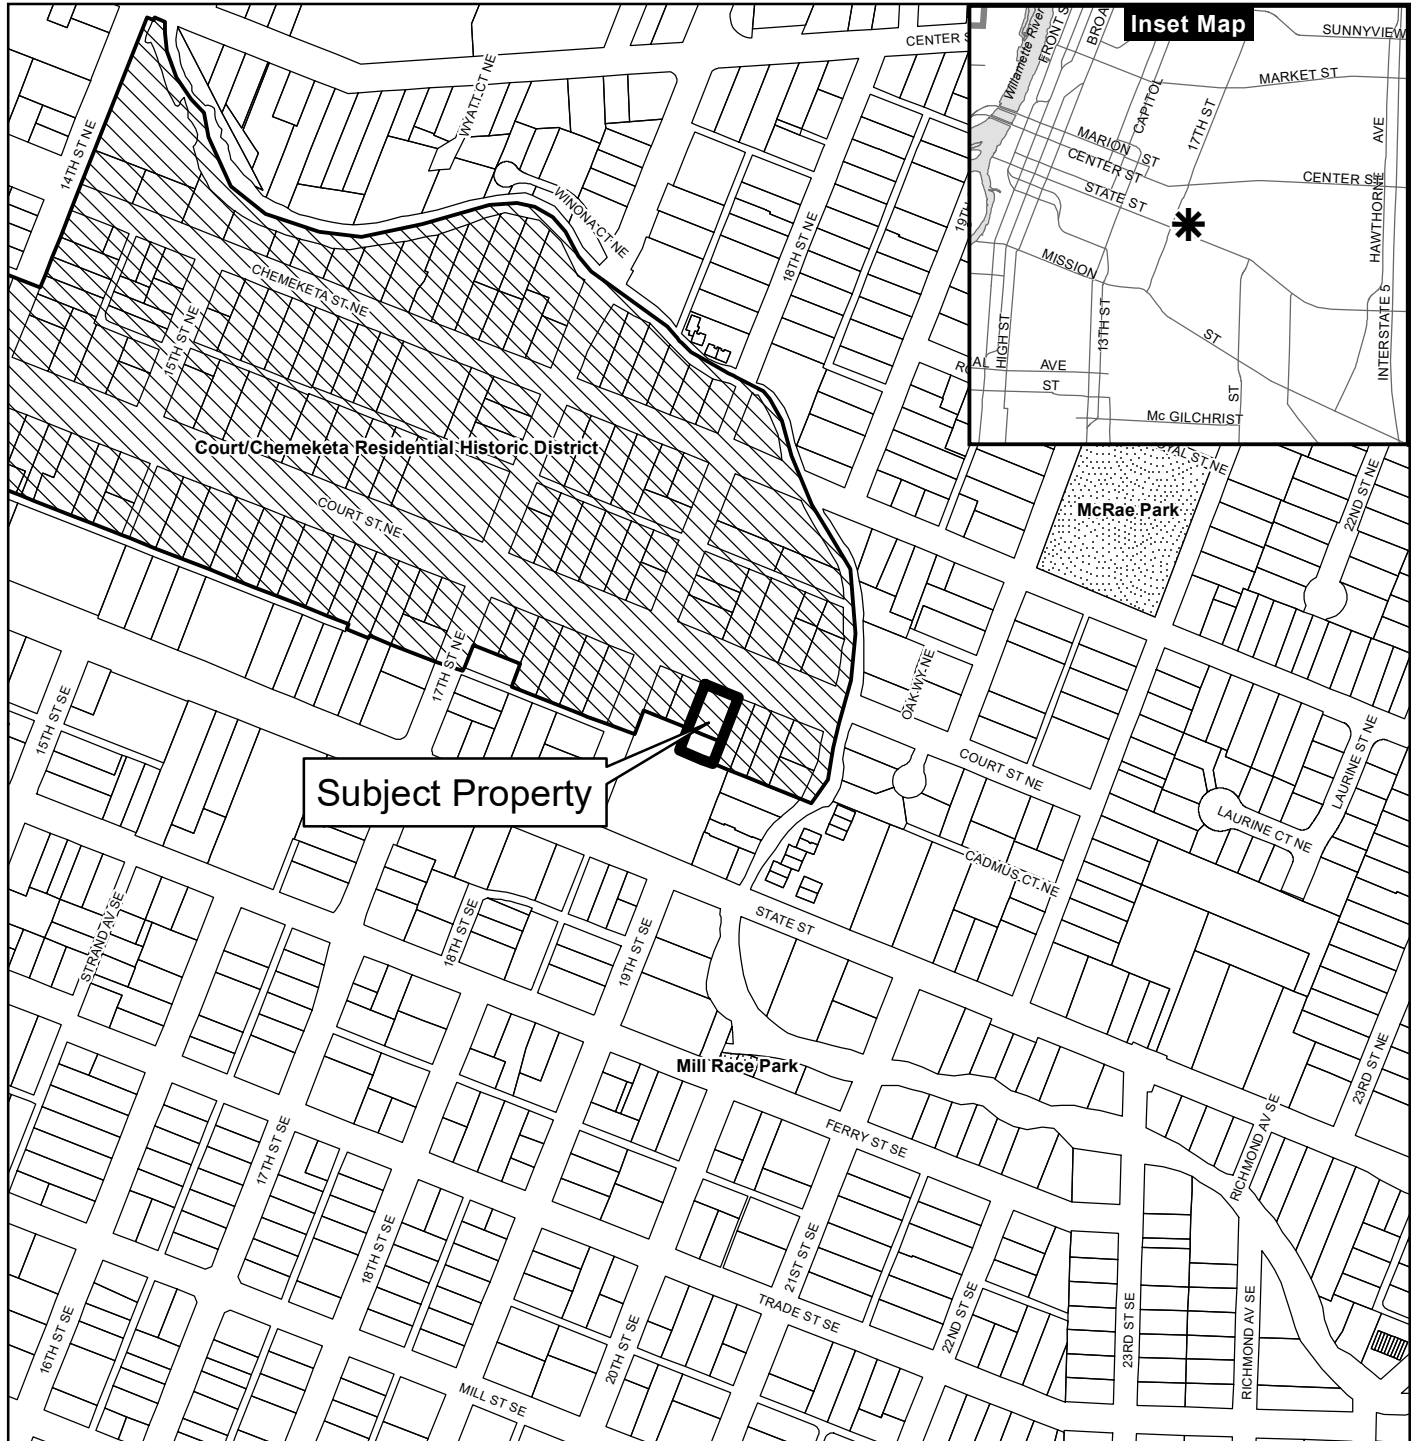 Inset Map
SUNNYVIEW
MARKET ST
Willamette River
FRONT S
BROA
CAPITOL
17TH ST
AVE
MARION ST
CENTER ST
STATE ST
CENTER ST
HAWTHORNE
MISSION
13TH ST
HIGH ST
ST
INTERSTATE 5
AVE
ST
ST
Mc GILCHRIST
CENTER S
WYATT CT NE
14TH ST NE
WINONA CT NE
18TH ST NE
19TH
CHEMEKETA ST NE
15TH ST NE
Court/Chemeketa Residential Historic District
COURT ST NE
YAL ST NE
McRae Park
22ND ST NE
17TH ST NE
OAK WY NE
15TH ST SE
Subject Property
COURT ST NE
LAURINE ST NE
LAURINE CT NE
CADMUS CT NE
STRAND AV SE
18TH ST SE
19TH ST SE
STATE ST
Mill Race Park
23RD ST NE
FERRY ST SE
RICHMOND AV SE
17TH ST SE
18TH ST SE
21ST ST SE
TRADE ST SE
22ND ST SE
23RD ST SE
RICHMOND AV SE
16TH ST SE
20TH ST SE
MILL ST SE